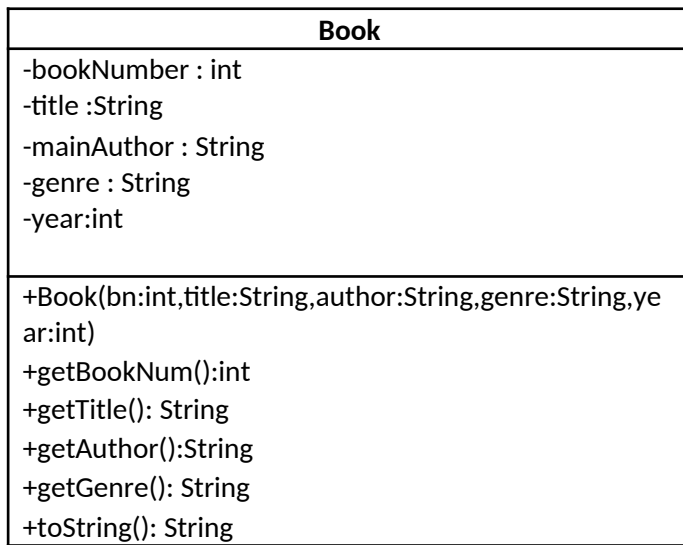 Book
-bookNumber : int
-title :String
-mainAuthor : String
-genre : String
-year:int
+Book(bn:int,title:String,author:String,genre:String,ye
ar:int)
+getBookNum():int
+getTitle(): String
+getAuthor():String
+getGenre(): String
+toString(): String